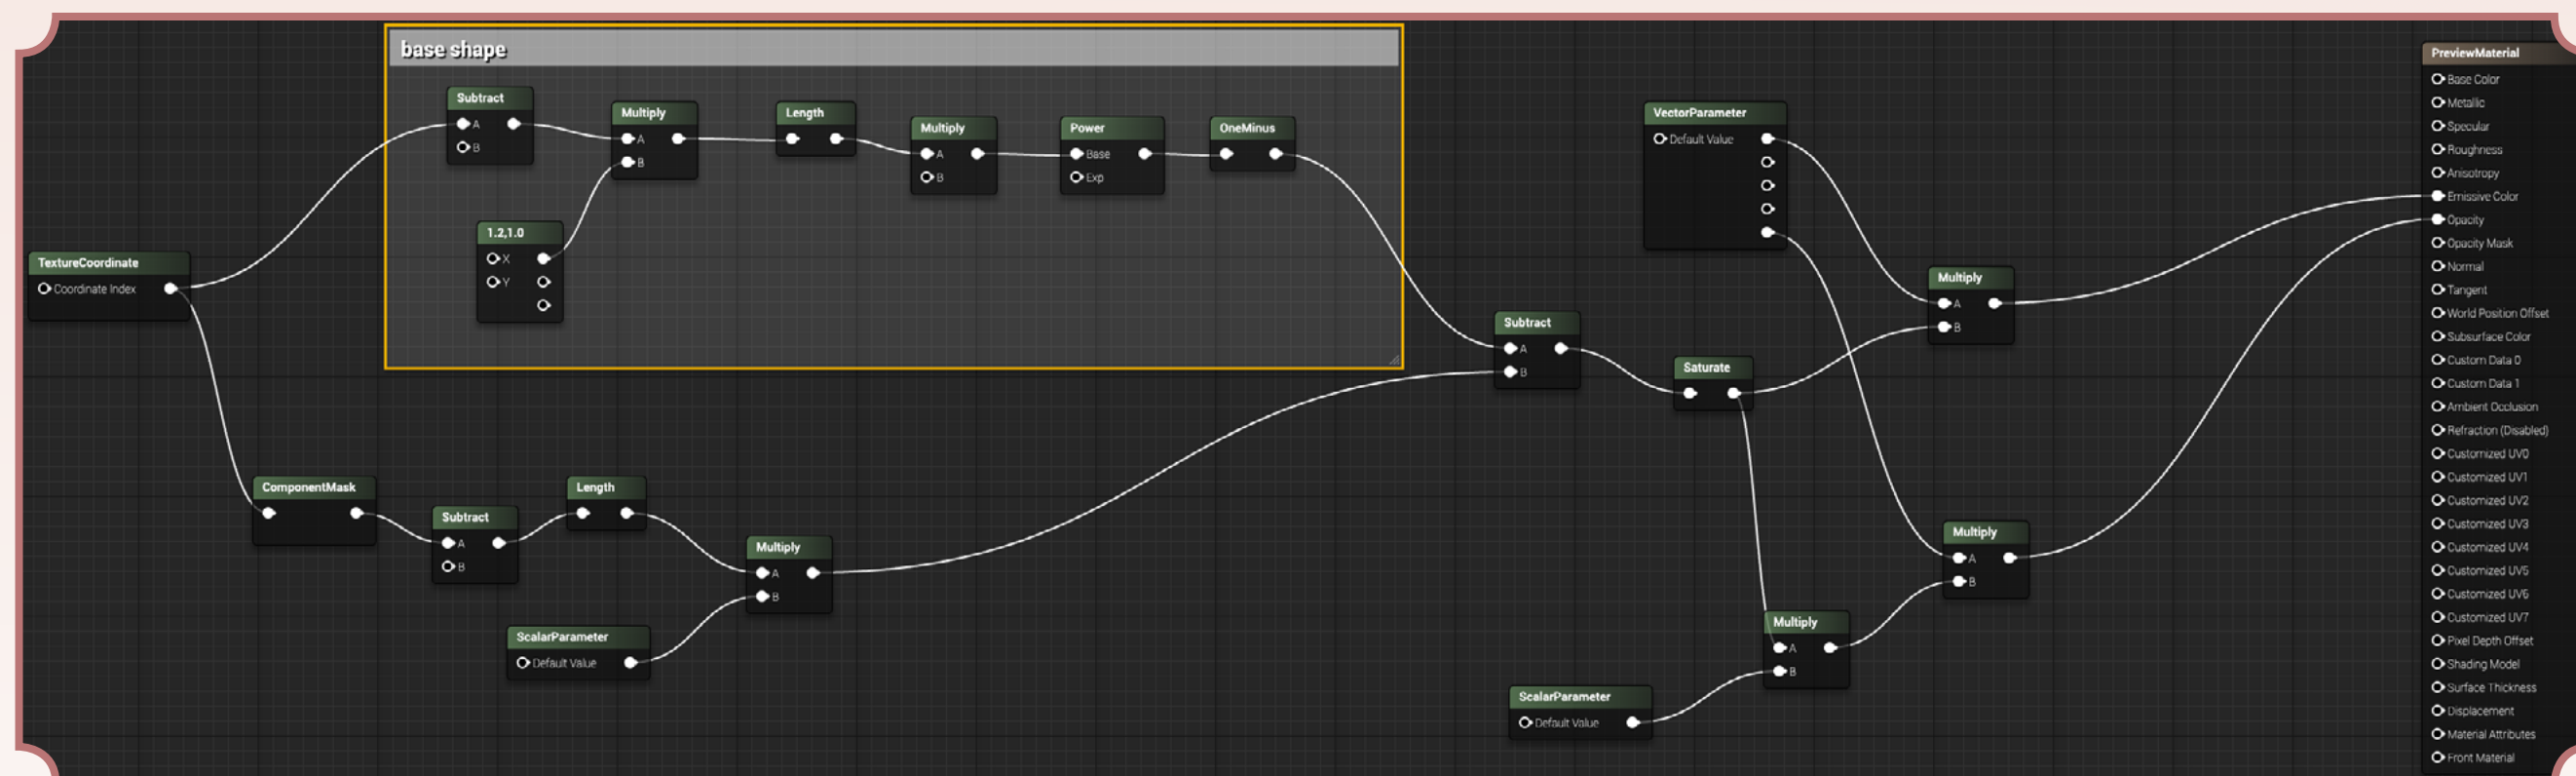 base shape
Subtract
A
B
Multiply
A
B
Length
Multiply
A
B
Power
Base
Exp
OneMinus
1.2,1.0
X
Y
TextureCoordinate
Coordinate Index
ComponentMask
Subtract
A
B
Length
Multiply
A
B
ScalarParameter
Default Value
Subtract
A
B
Saturate
VectorParameter
Default Value
Multiply
A
B
Multiply
A
B
Multiply
A
B
ScalarParameter
Default Value
PreviewMaterial
Base Color
Metallic
Specular
Roughness
Anisotropy
Emissive Color
Opacity
Opacity Mask
Normal
Tangent
World Position Offset
Subsurface Color
Custom Data 0
Custom Data 1
Ambient Occlusion
Refraction (Disabled)
Customized UV0
Customized UV1
Customized UV2
Customized UV3
Customized UV4
Customized UV5
Customized UV6
Customized UV7
Pixel Depth Offset
Shading Model
Surface Thickness
Displacement
Material Attributes
Front Material